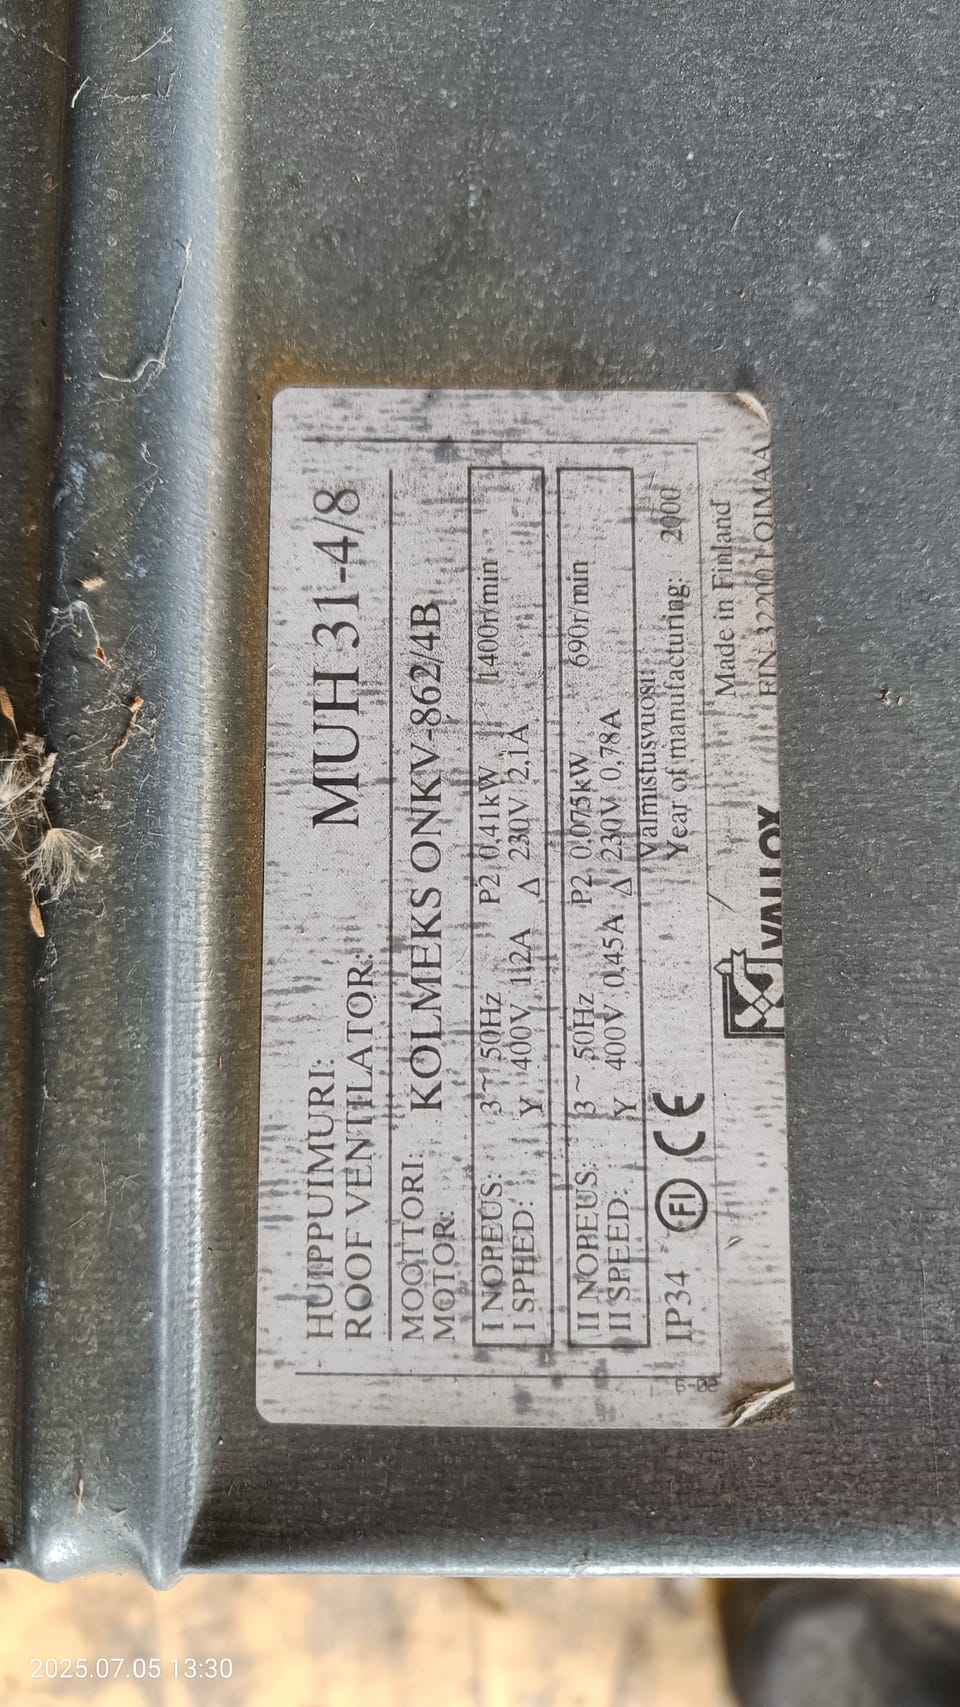 HUIPPUIMURI:
ROOF VENTILATOR: MUH 31-4/8
MOOTTORI:
MOTOR: KOLMEKS ONKV-862/4B
I NOPEUS: 3~ 50Hz P2 0,41kW 1400r/min
I SPEED: Y 400V 1,2A Δ 230V 2,1A
II NOPEUS: 3~ 50Hz P2 0,075kW 690r/min
II SPEED: Y 400V 0,45A Δ 230V 0,78A
Valmistusvuosi:
IP34 FI CE Year of manufacturing: 2000
6-02
Made in Finland
VALLOX FIN-32200 LOIMAA
2025.07.05 13:30